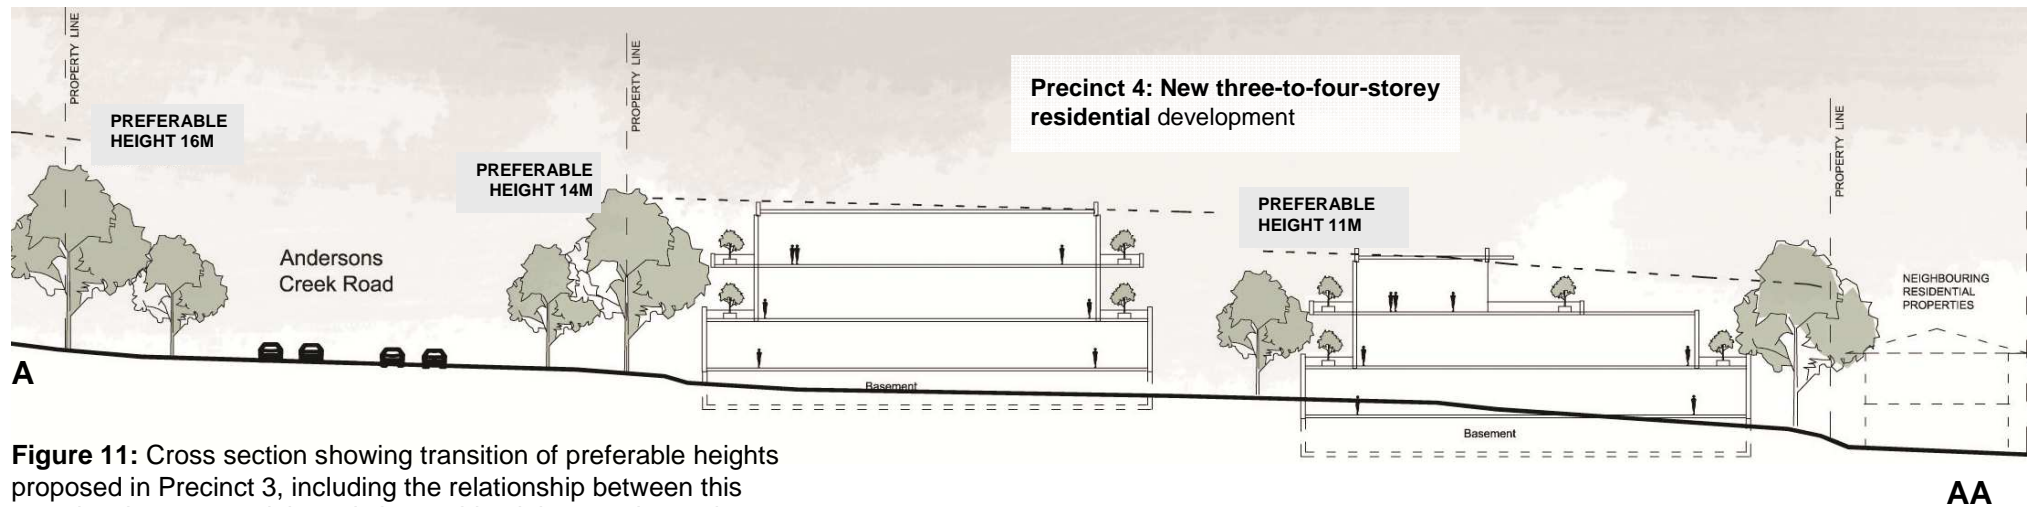 PROPERTY LINE
PREFERABLE
HEIGHT 16M
Andersons
Creek Road
PREFERABLE
HEIGHT 14M
PROPERTY LINE
Precinct 4: New three-to-four-storey
residential development
PREFERABLE
HEIGHT 11M
PROPERTY LINE
NEIGHBOURING
RESIDENTIAL
PROPERTIES
Basement
Basement
A
AA
Figure 11: Cross section showing transition of preferable heights
proposed in Precinct 3, including the relationship between this